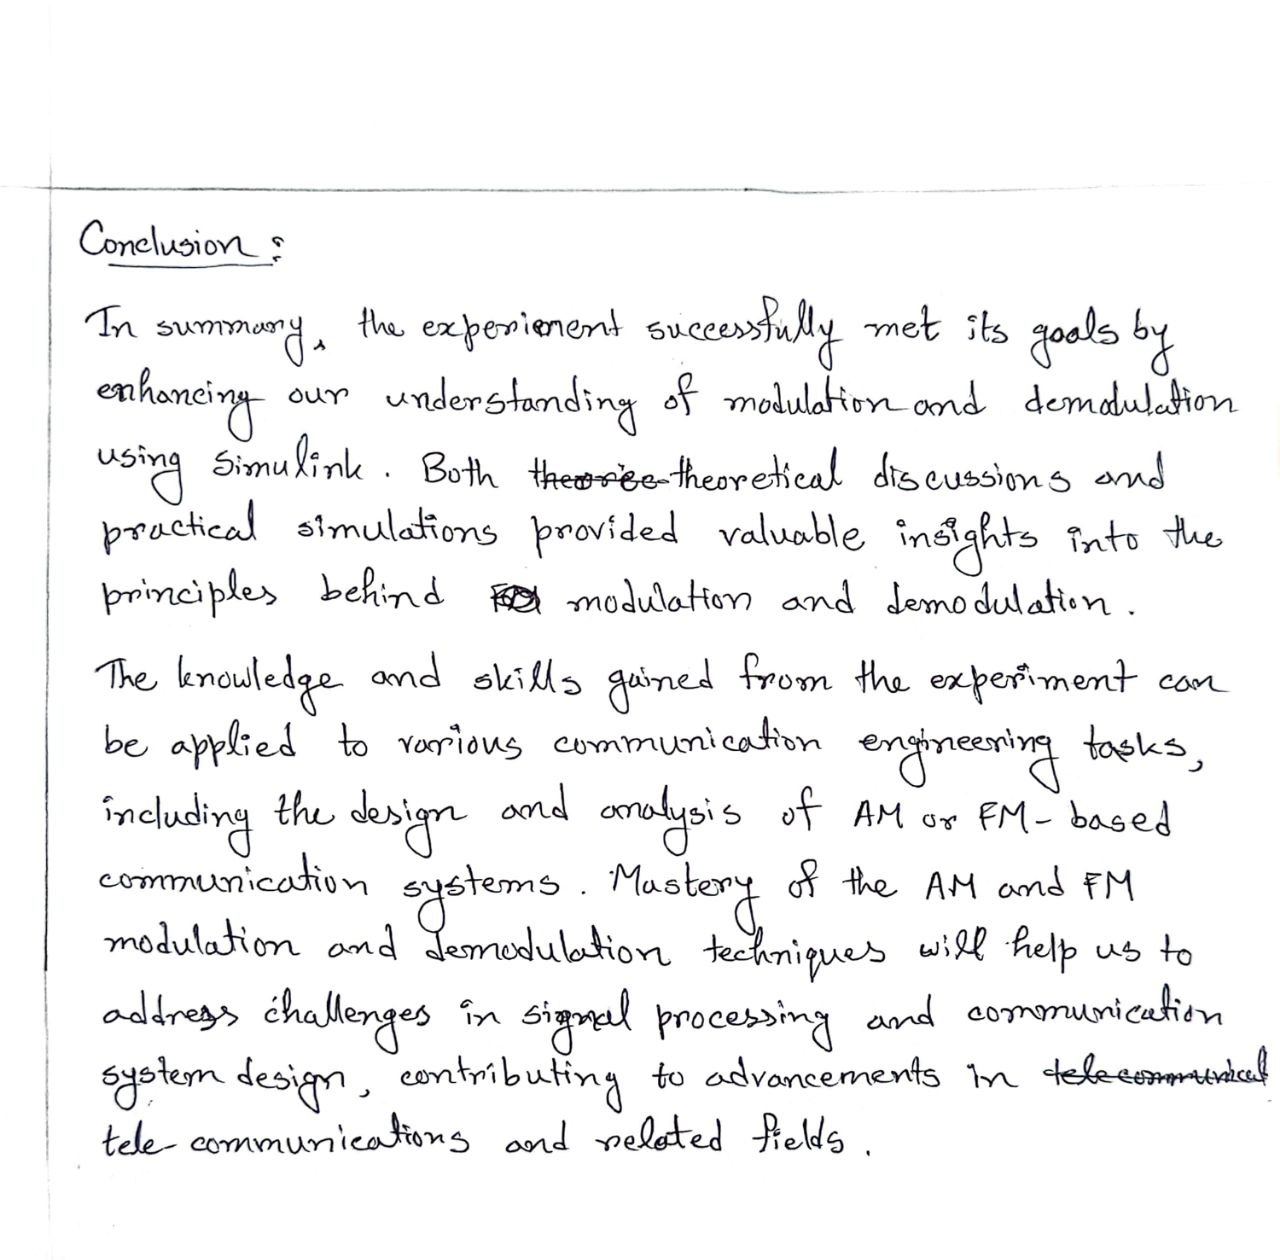 Conclusion:
In summary, the experiement successfully met its goals by
enhancing our understanding of modulation and demodulation
using Simulink. Both theoretical discussions and
practical simulations provided valuable insights into the
principles behind modulation and demodulation.
The knowledge and skills gained from the experiment can
be applied to various communication engineering tasks,
including the design and analysis of AM or FM-based
communication systems. Mastery of the AM and FM
modulation and demodulation techniques will help us to
address challenges in signal processing and communication
system design, contributing to advancements in telecommunicat
tele-communications and related fields.